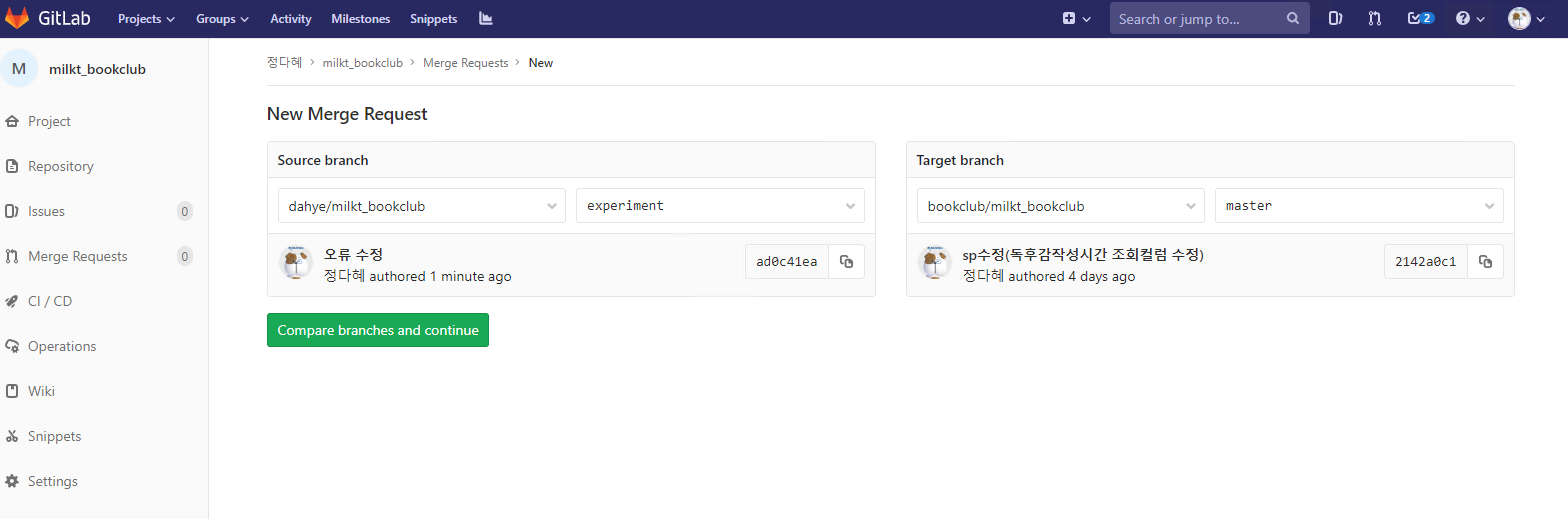 GitLab Projects Groups Activity Milestones Snippets Search or jump to... 2
M milkt_bookclub
Project
Repository
Issues 0
Merge Requests 0
CI / CD
Operations
Wiki
Snippets
Settings
정다혜 > milkt_bookclub > Merge Requests > New
New Merge Request
Source branch
dahye/milkt_bookclub experiment
오류 수정
정다혜 authored 1 minute ago
ad0c41ea
Target branch
bookclub/milkt_bookclub master
sp수정(독후감작성시간 조회컬럼 수정)
정다혜 authored 4 days ago
2142a0c1
Compare branches and continue